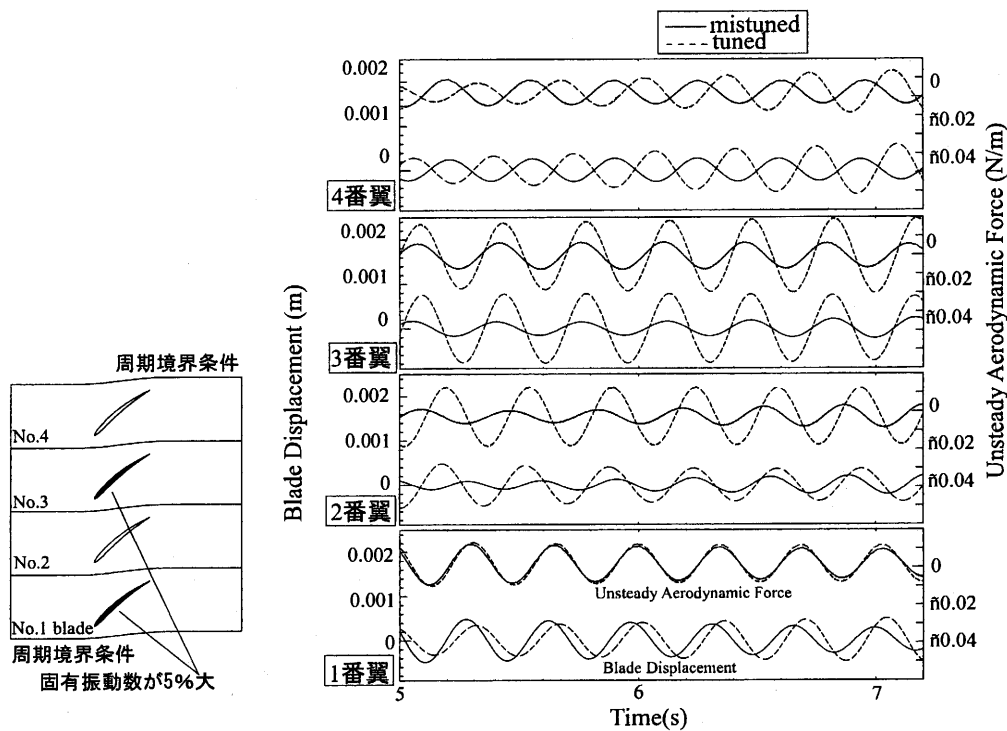 mistuned
tuned
0.002
0.001
0
0
ñ0.02
ñ0.04
4番翼
0.002
0.001
0
0
ñ0.02
ñ0.04
3番翼
0.002
0.001
0
0
ñ0.02
ñ0.04
2番翼
0.002
0.001
0
0
ñ0.02
ñ0.04
Unsteady Aerodynamic Force
Blade Displacement
1番翼
5
6
7
Time(s)
Blade Displacement (m)
Unsteady Aerodynamic Force (N/m)
周期境界条件
No.4
No.3
No.2
No.1 blade
周期境界条件
固有振動数が5%大